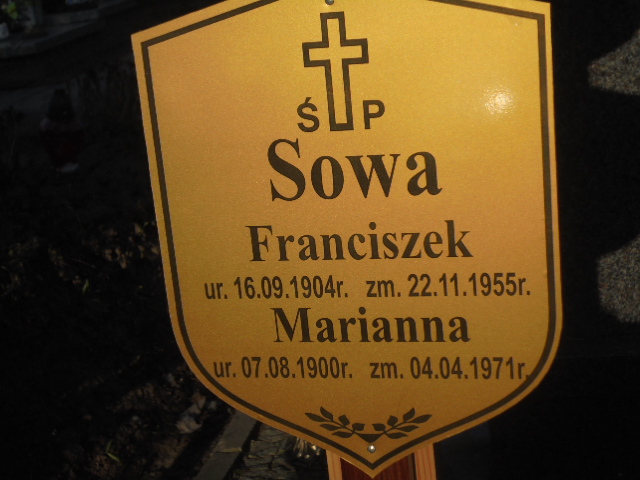 Ś P
Sowa
Franciszek
ur. 16.09.1904r. zm. 22.11.1955r.
Marianna
ur. 07.08.1900r. zm. 04.04.1971r.